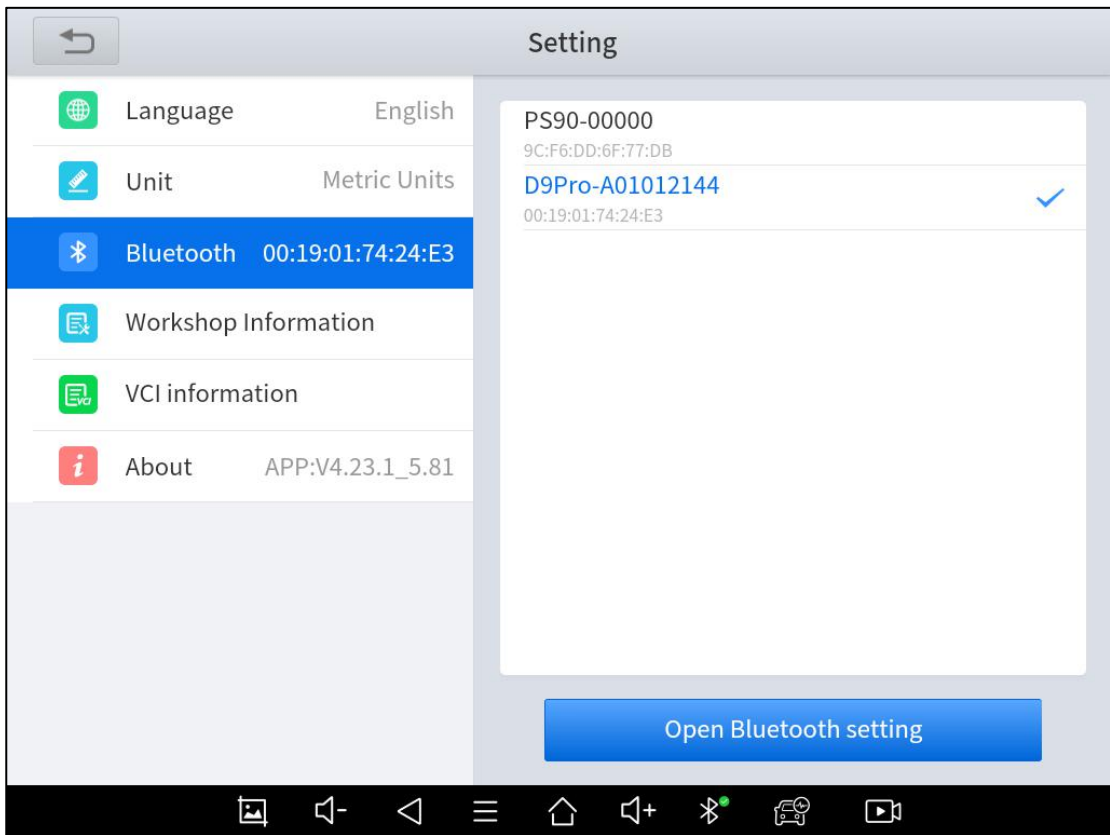 Setting
Language English
Unit Metric Units
Bluetooth 00:19:01:74:24:E3
Workshop Information
VCI information
About APP:V4.23.1_5.81
PS90-00000
9C:F6:DD:6F:77:DB
D9Pro-A01012144
00:19:01:74:24:E3
Open Bluetooth setting